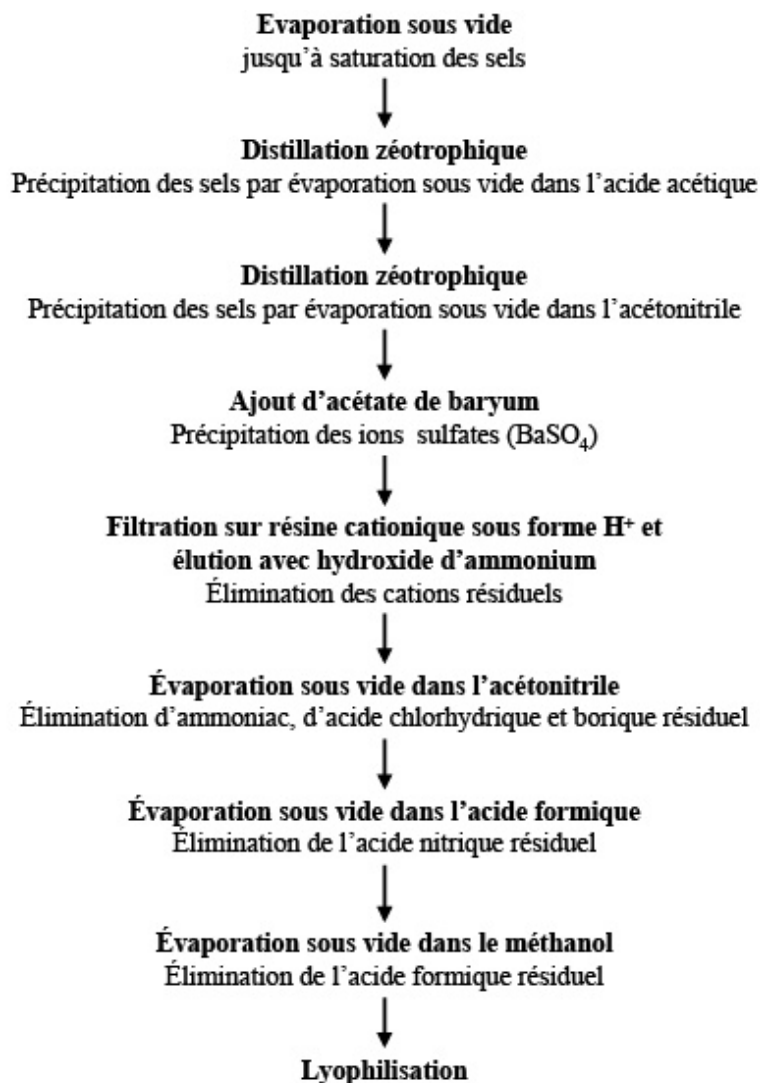 Evaporation sous vide
jusqu’à saturation des sels
Distillation zéotrophique
Précipitation des sels par évaporation sous vide dans l’acide acétique
Distillation zéotrophique
Précipitation des sels par évaporation sous vide dans l’acétonitrile
Ajout d’acétate de baryum
Précipitation des ions sulfates (BaSO₄)
Filtration sur résine cationique sous forme H⁺ et
élution avec hydroxide d’ammonium
Élimination des cations résiduels
Évaporation sous vide dans l’acétonitrile
Élimination d’ammoniac, d’acide chlorhydrique et borique résiduel
Évaporation sous vide dans l’acide formique
Élimination de l’acide nitrique résiduel
Évaporation sous vide dans le méthanol
Élimination de l’acide formique résiduel
Lyophilisation